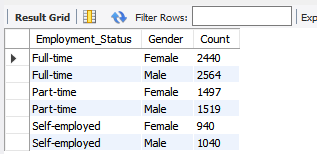 Result Grid Filter Rows: Exp
Employment_Status Gender Count
Full-time Female 2440
Full-time Male 2564
Part-time Female 1497
Part-time Male 1519
Self-employed Female 940
Self-employed Male 1040